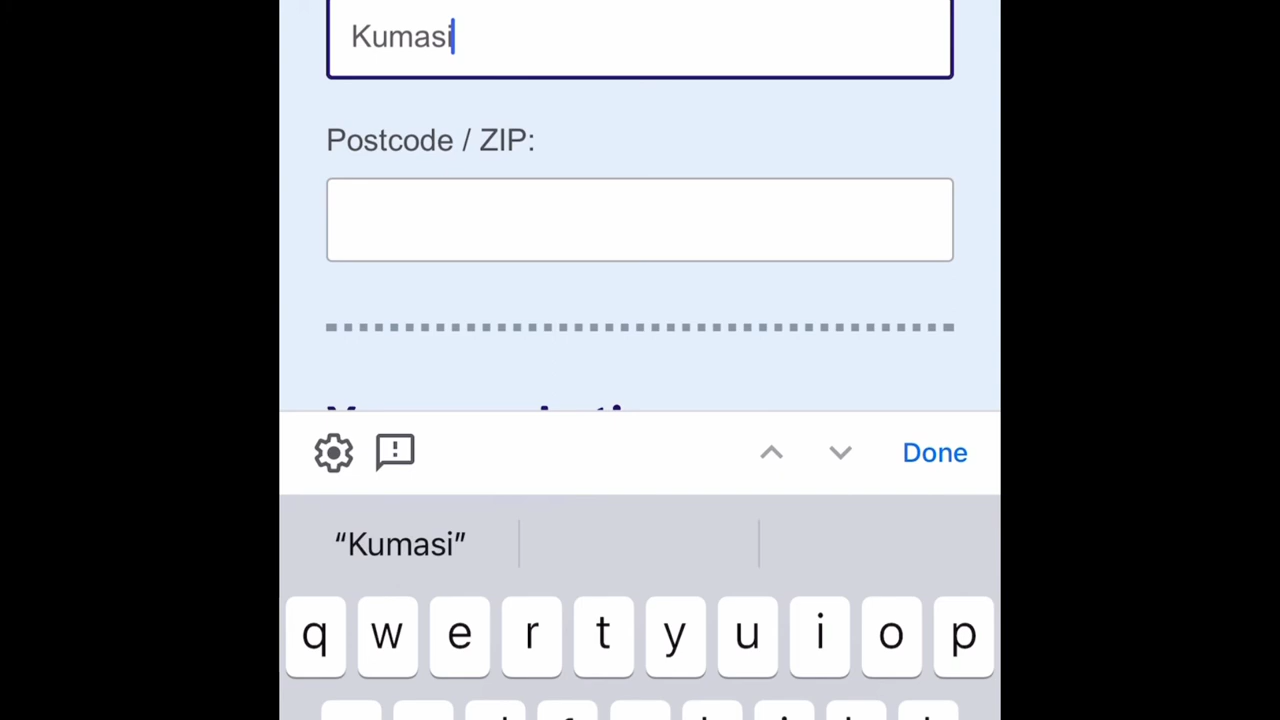 Kumasi
Postcode / ZIP:
Done
“Kumasi”
q w e r t y u i o p